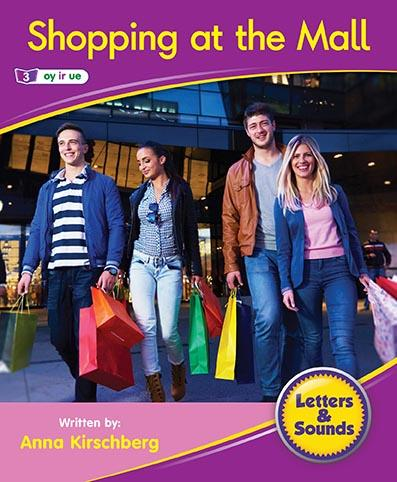 Shopping at the Mall
3 oy ir ue
Letters
&
Sounds
Written by:
Anna Kirschberg